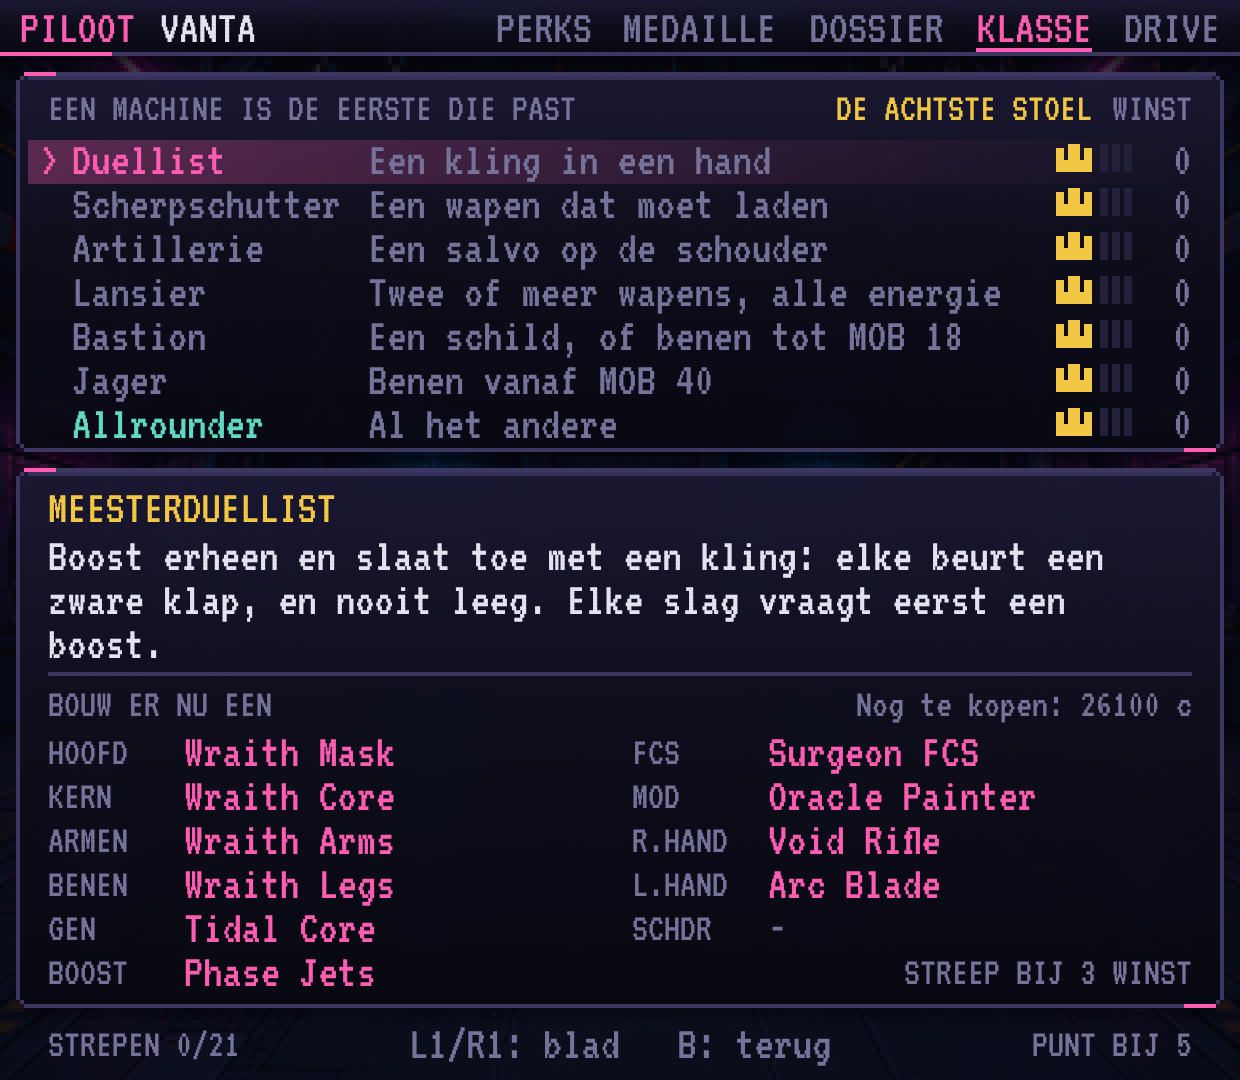 PILOOT VANTA PERKS MEDAILLE DOSSIER KLASSE DRIVE
EEN MACHINE IS DE EERSTE DIE PAST DE ACHTSTE STOEL WINST
> Duellist Een kling in een hand 0
Scherpschutter Een wapen dat moet laden 0
Artillerie Een salvo op de schouder 0
Lansier Twee of meer wapens, alle energie 0
Bastion Een schild, of benen tot MOB 18 0
Jager Benen vanaf MOB 40 0
Allrounder Al het andere 0
MEESTERDUELLIST
Boost erheen en slaat toe met een kling: elke beurt een
zware klap, en nooit leeg. Elke slag vraagt eerst een
boost.
BOUW ER NU EEN Nog te kopen: 26100 c
HOOFD Wraith Mask FCS Surgeon FCS
KERN Wraith Core MOD Oracle Painter
ARMEN Wraith Arms R.HAND Void Rifle
BENEN Wraith Legs L.HAND Arc Blade
GEN Tidal Core SCHDR -
BOOST Phase Jets STREEP BIJ 3 WINST
STREPEN 0/21 L1/R1: blad B: terug PUNT BIJ 5